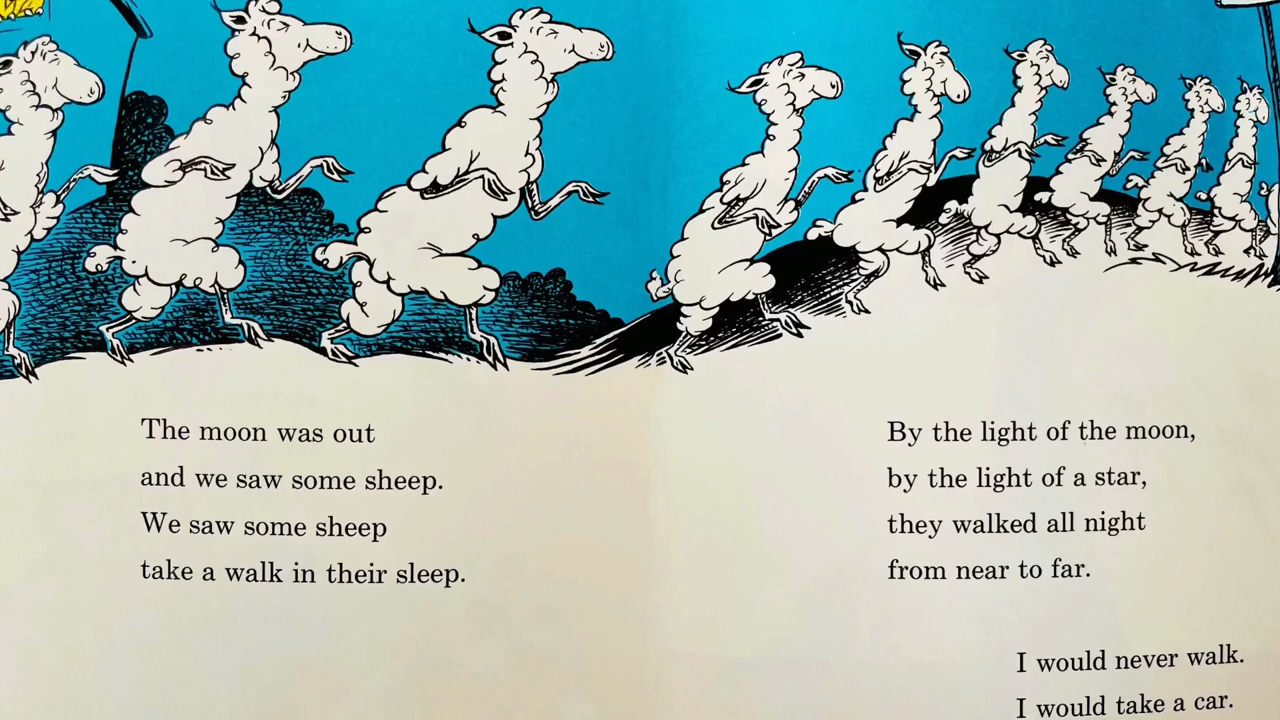 The moon was out
and we saw some sheep.
We saw some sheep
take a walk in their sleep.
By the light of the moon,
by the light of a star,
they walked all night
from near to far.
I would never walk.
I would take a car.